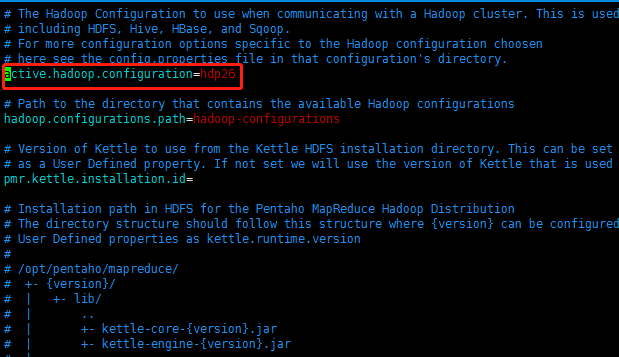 # The Hadoop Configuration to use when communicating with a Hadoop cluster. This is used
# including HDFS, Hive, HBase, and Sqoop.
# For more configuration options specific to the Hadoop configuration choosen
# here see the config.properties file in that configuration's directory.
active.hadoop.configuration=hdp26
# Path to the directory that contains the available Hadoop configurations
hadoop.configurations.path=hadoop-configurations
# Version of Kettle to use from the Kettle HDFS installation directory. This can be set
# as a User Defined property. If not set we will use the version of Kettle that is used
pmr.kettle.installation.id=
# Installation path in HDFS for the Pentaho MapReduce Hadoop Distribution
# The directory structure should follow this structure where {version} can be configured
# User Defined properties as kettle.runtime.version
#
# /opt/pentaho/mapreduce/
# +- {version}/
# | +- lib/
# | ..
# | +- kettle-core-{version}.jar
# | +- kettle-engine-{version}.jar